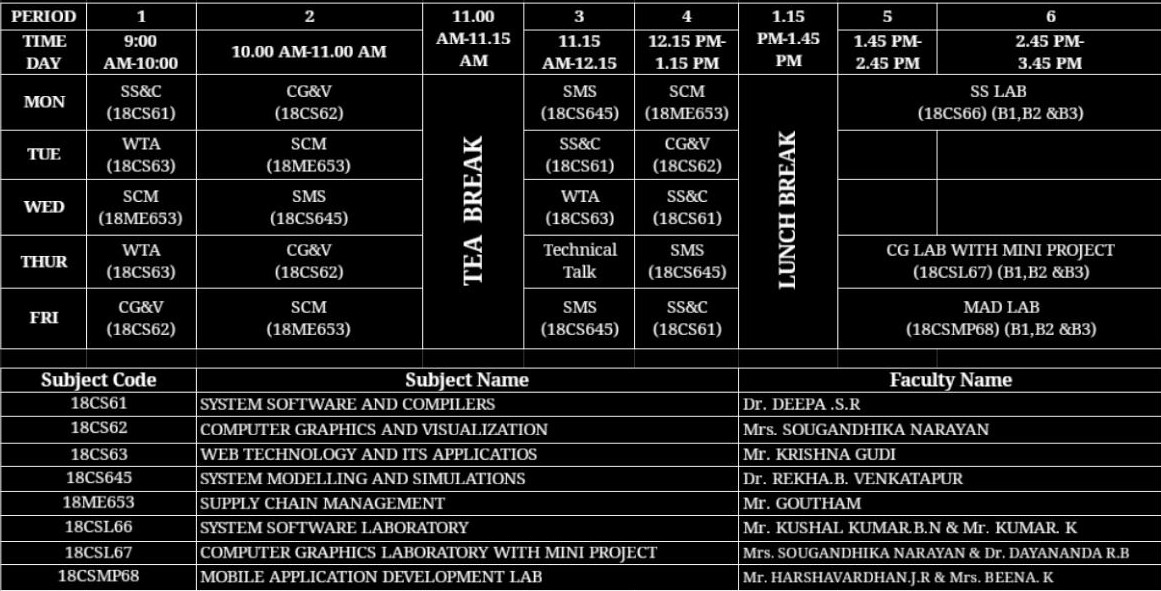 PERIOD 1 2 11.00 AM-11.15 AM 3 4 1.15 PM-1.45 PM 5 6
TIME DAY 9:00 AM-10:00 10.00 AM-11.00 AM 11.15 AM-12.15 12.15 PM-1.15 PM 1.45 PM-2.45 PM 2.45 PM-3.45 PM
MON SS&C (18CS61) CG&V (18CS62) TEA BREAK SMS (18CS645) SCM (18ME653) LUNCH BREAK SS LAB (18CS66) (B1,B2 &B3)
TUE WTA (18CS63) SCM (18ME653) SS&C (18CS61) CG&V (18CS62)
WED SCM (18ME653) SMS (18CS645) WTA (18CS63) SS&C (18CS61)
THUR WTA (18CS63) CG&V (18CS62) Technical Talk SMS (18CS645) CG LAB WITH MINI PROJECT (18CSL67) (B1,B2 &B3)
FRI CG&V (18CS62) SCM (18ME653) SMS (18CS645) SS&C (18CS61) MAD LAB (18CSMP68) (B1,B2 &B3)
Subject Code Subject Name Faculty Name
18CS61 SYSTEM SOFTWARE AND COMPILERS Dr. DEEPA .S.R
18CS62 COMPUTER GRAPHICS AND VISUALIZATION Mrs. SOUGANDHIKA NARAYAN
18CS63 WEB TECHNOLOGY AND ITS APPLICATIOS Mr. KRISHNA GUDI
18CS645 SYSTEM MODELLING AND SIMULATIONS Dr. REKHA.B. VENKATAPUR
18ME653 SUPPLY CHAIN MANAGEMENT Mr. GOUTHAM
18CSL66 SYSTEM SOFTWARE LABORATORY Mr. KUSHAL KUMAR.B.N & Mr. KUMAR. K
18CSL67 COMPUTER GRAPHICS LABORATORY WITH MINI PROJECT Mrs. SOUGANDHIKA NARAYAN & Dr. DAYANANDA R.B
18CSMP68 MOBILE APPLICATION DEVELOPMENT LAB Mr. HARSHAVARDHAN.J.R & Mrs. BEENA. K